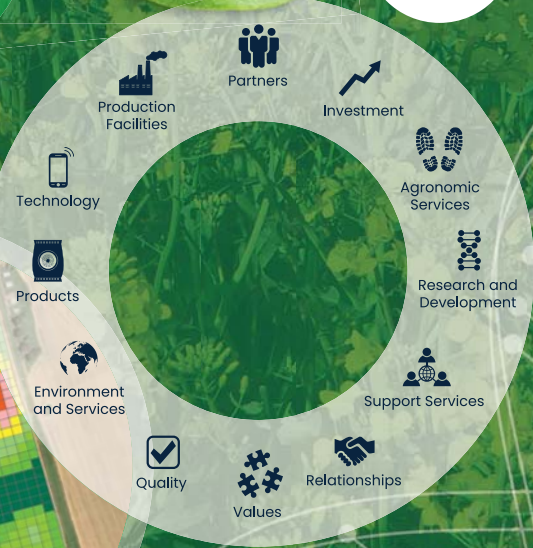 Partners
Investment
Agronomic
Services
Research and
Development
Support Services
Relationships
Values
Quality
Environment
and Services
Products
Technology
Production
Facilities